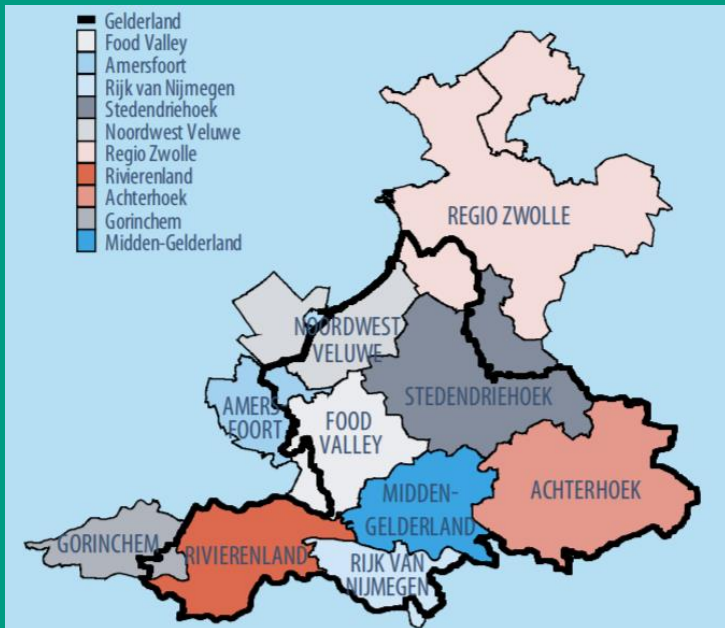 Gelderland
Food Valley
Amersfoort
Rijk van Nijmegen
Stedendriehoek
Noordwest Veluwe
Regio Zwolle
Rivierenland
Achterhoek
Gorinchem
Midden-Gelderland
REGIO ZWOLLE
NOORDWEST
VELUWE
STEDENDRIEHOEK
AMERS
FOORT
FOOD
VALLEY
ACHTERHOEK
MIDDEN-
GELDERLAND
GORINCHEM
RIVIERENLAND
RIJK VAN
NIJMEGEN